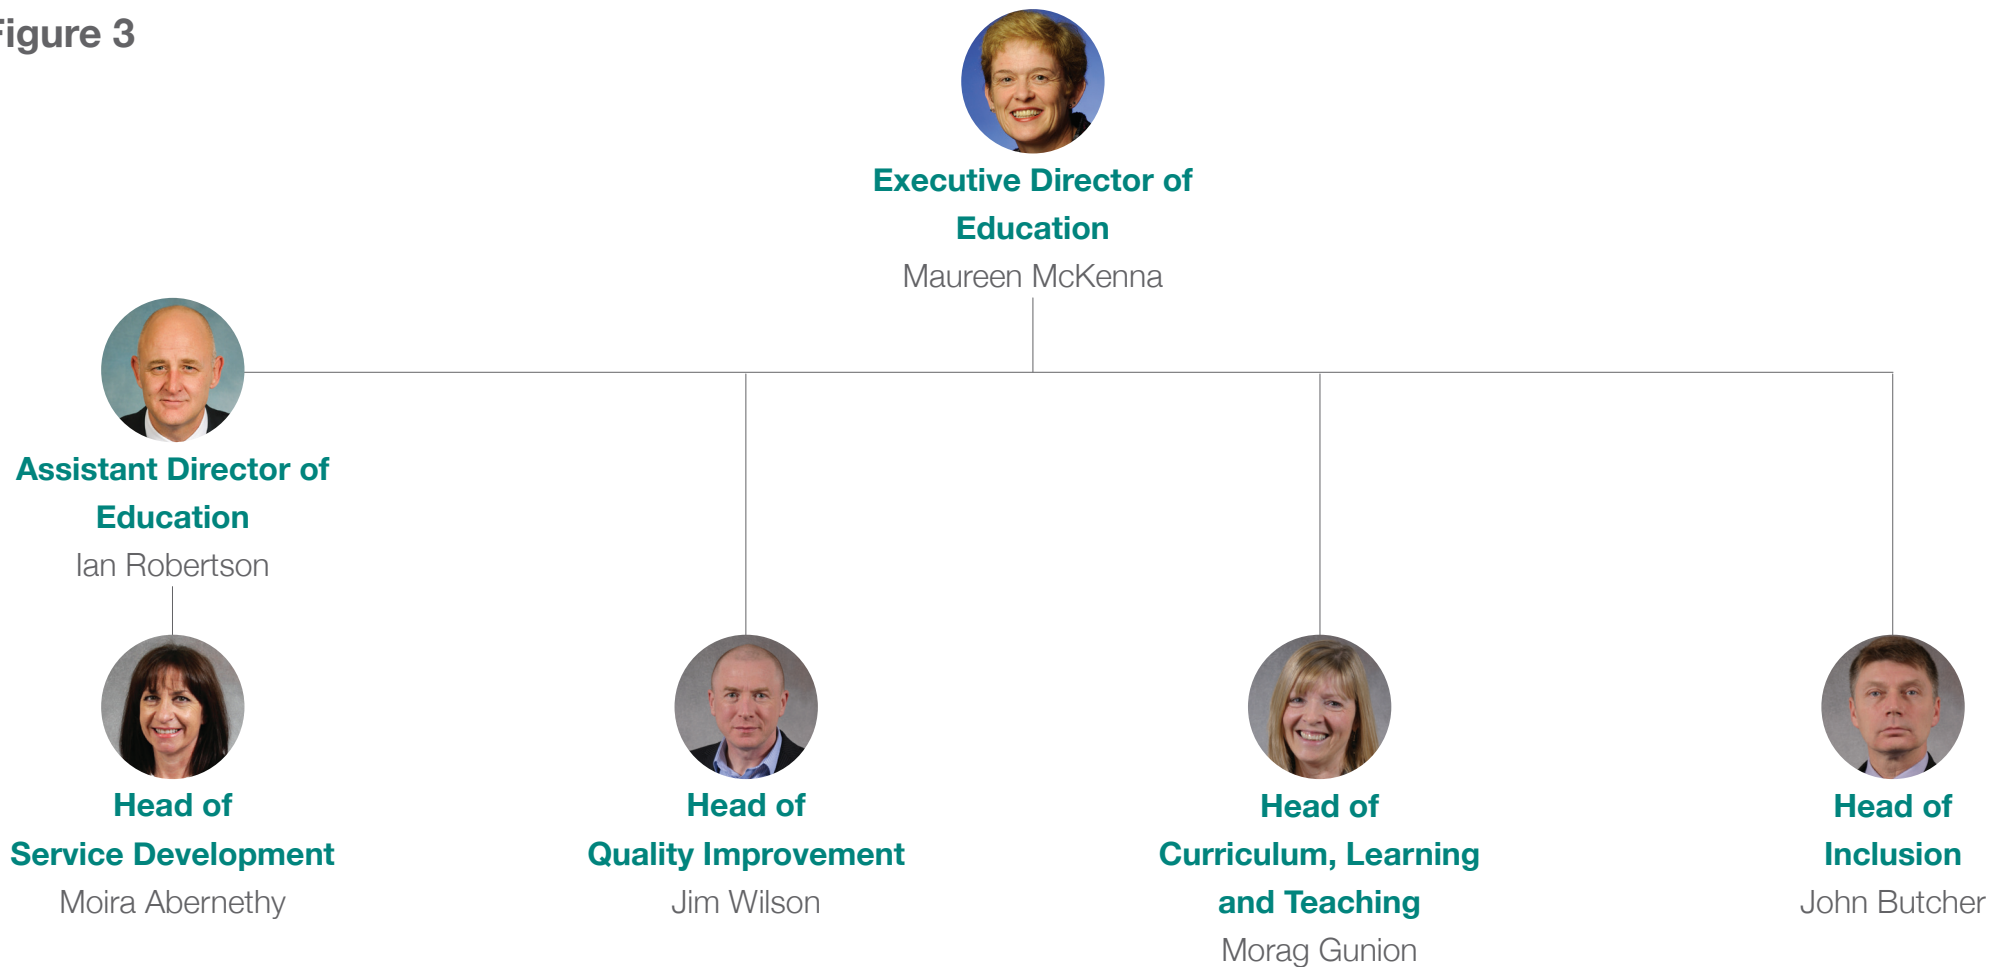 Figure 3
Executive Director of
Education
Maureen McKenna
Assistant Director of
Education
Ian Robertson
Head of
Service Development
Moira Abernethy
Head of
Quality Improvement
Jim Wilson
Head of
Curriculum, Learning
and Teaching
Morag Gunion
Head of
Inclusion
John Butcher